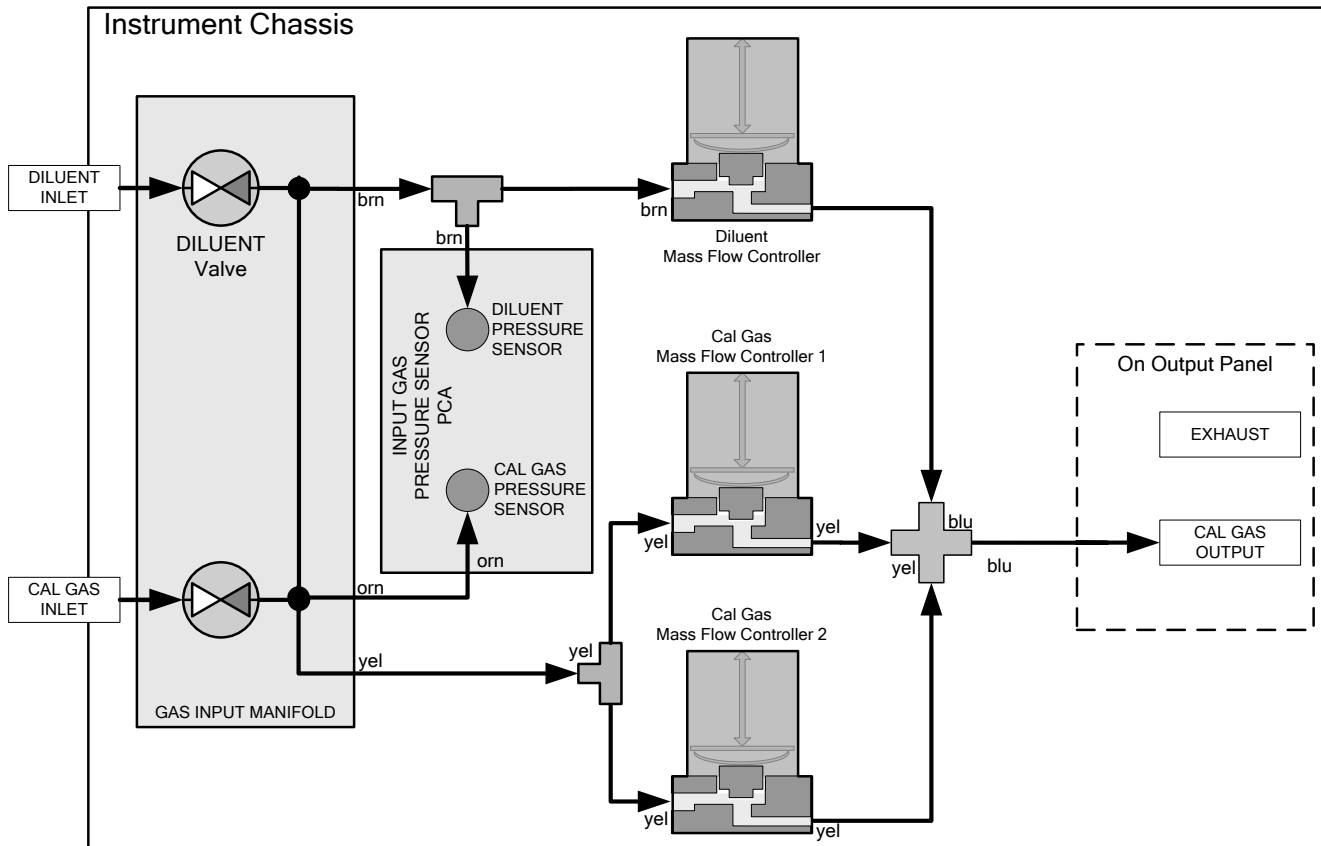 Instrument Chassis
DILUENT
INLET
DILUENT
Valve
brn
brn
brn
Diluent
Mass Flow Controller
INPUT GAS
PRESSURE SENSOR
PCA
DILUENT
PRESSURE
SENSOR
CAL GAS
PRESSURE
SENSOR
Cal Gas
Mass Flow Controller 1
On Output Panel
EXHAUST
CAL GAS
OUTPUT
yel
yel
blu
yel
blu
orn
orn
CAL GAS
INLET
Cal Gas
Mass Flow Controller 2
yel
yel
GAS INPUT MANIFOLD
yel
yel